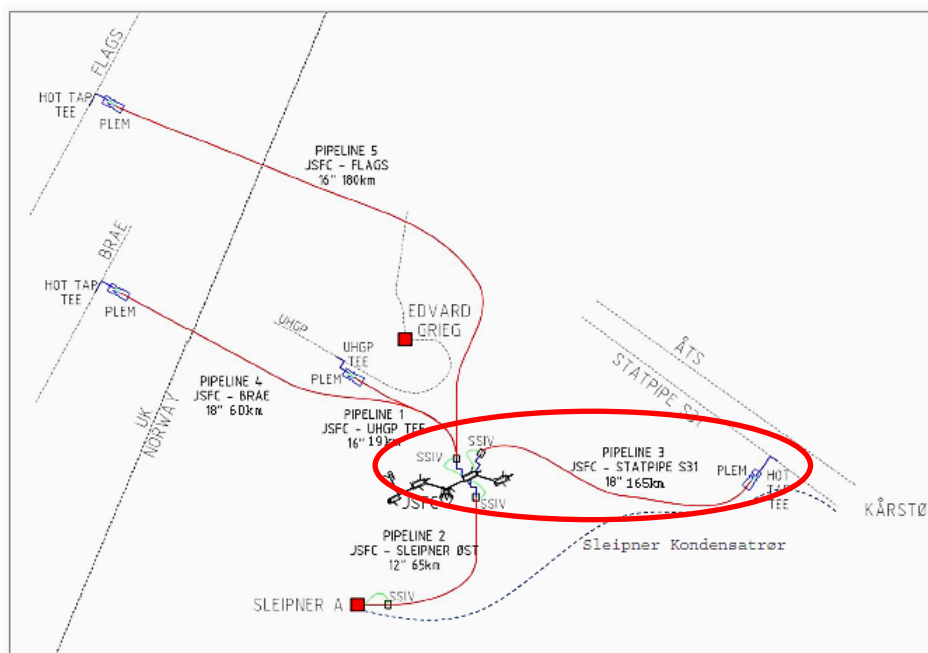 FLAGS
HOT TAP
TEE
PLEM
PIPELINE 5
JSFC - FLAGS
16" 180km
BRAE
HOT TAP
TEE
PLEM
UHGP
UHGP
TEE
PLEM
EDVARD
GRIEG
ÅTS
STATPIPE S31
PIPELINE 4
JSFC - BRAE
18" 60km
UK
NORWAY
PIPELINE 1
JSFC - UHGP TEE
16" 19km
SSIV
SSIV
PIPELINE 3
JSFC - STATPIPE S31
18" 165km
PLEM
HOT
TAP
TEE
JSFC
SSIV
KÅRSTØ
PIPELINE 2
JSFC - SLEIPNER ØST
12" 65km
Sleipner Kondensatrør
SLEIPNER A
SSIV